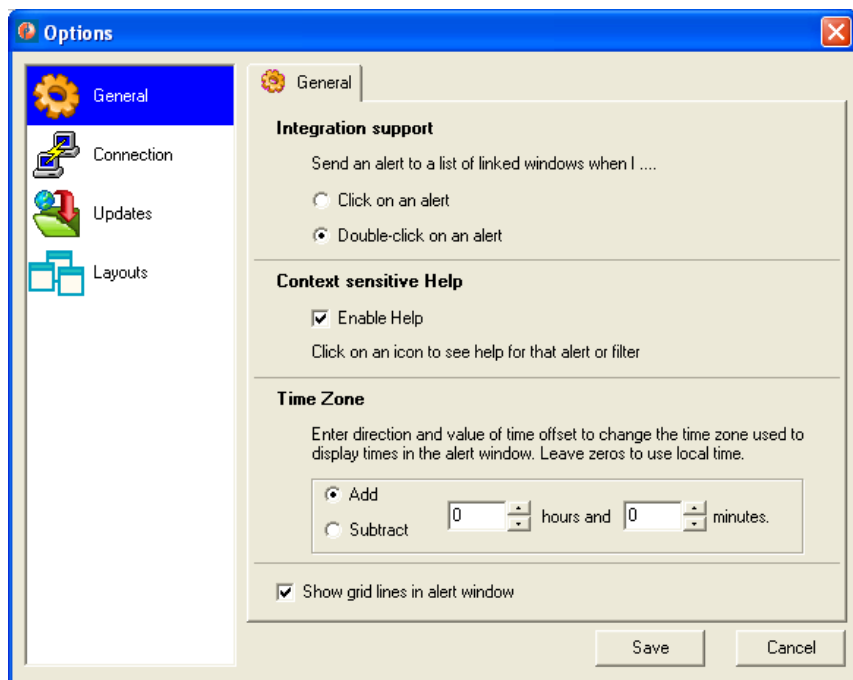 Options
General
Connection
Updates
Layouts
General
Integration support
Send an alert to a list of linked windows when I ....
Click on an alert
Double-click on an alert
Context sensitive Help
Enable Help
Click on an icon to see help for that alert or filter
Time Zone
Enter direction and value of time offset to change the time zone used to
display times in the alert window. Leave zeros to use local time.
Add
Subtract
0 hours and 0 minutes.
Show grid lines in alert window
Save Cancel